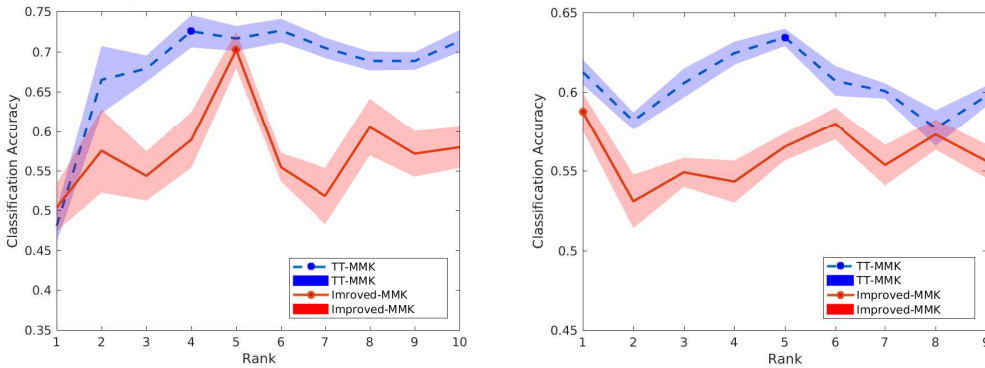 0.75
0.7
0.65
0.6
0.55
0.5
0.45
0.4
0.35
Classification Accuracy
1 2 3 4 5 6 7 8 9 10
Rank
TT-MMK
TT-MMK
Imroved-MMK
Improved-MMK
0.65
0.6
0.55
0.5
0.45
Classification Accuracy
1 2 3 4 5 6 7 8 9
Rank
TT-MMK
TT-MMK
Improved-MMK
Improved-MMK